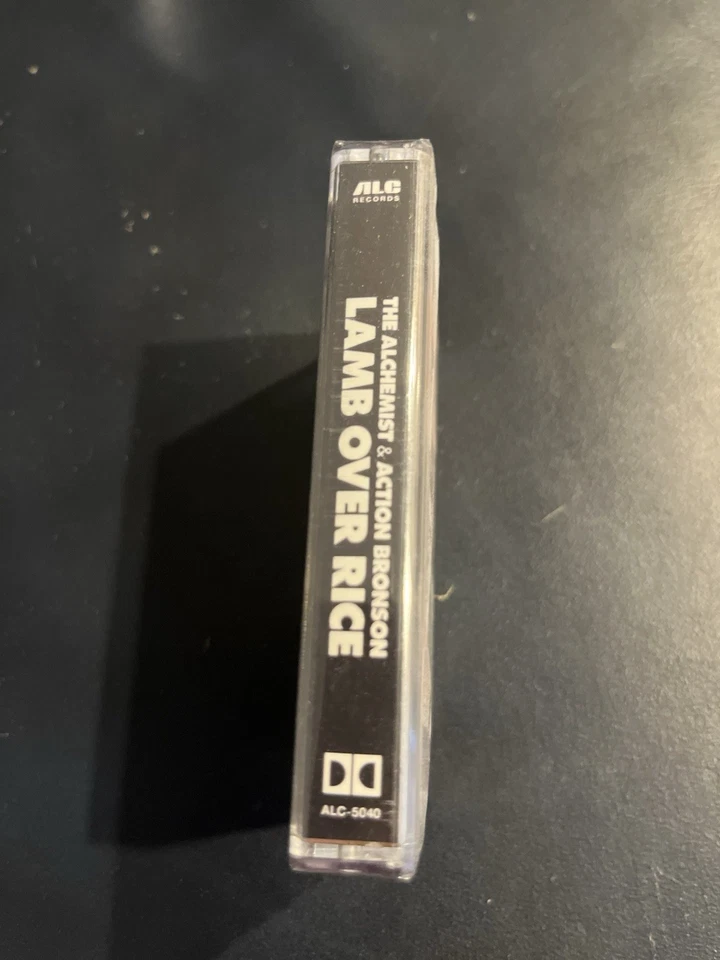 ALC
RECORDS
THE ALCHEMIST & ACTION BRONSON
LAMB OVER RICE
ALC-5040